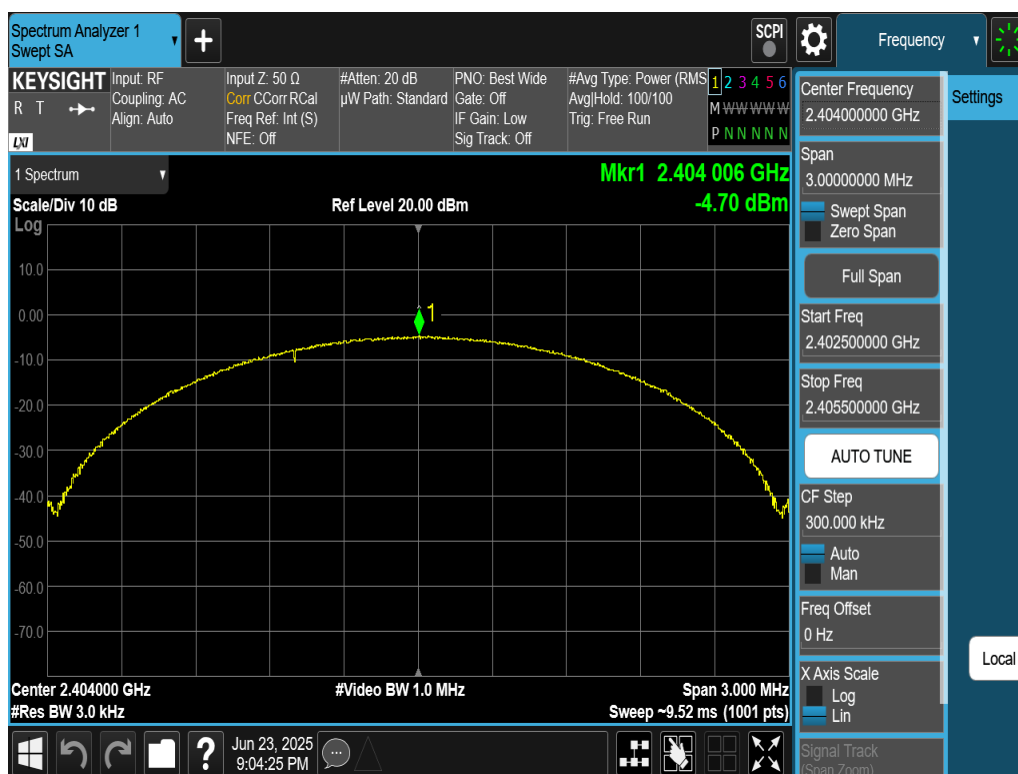 Spectrum Analyzer 1
Swept SA
SCPI
Frequency
KEYSIGHT
R T
LXI
Input: RF
Coupling: AC
Align: Auto
Input Z: 50 Ω
Corr CCorr RCal
Freq Ref: Int (S)
NFE: Off
#Atten: 20 dB
µW Path: Standard
PNO: Best Wide
Gate: Off
IF Gain: Low
Sig Track: Off
#Avg Type: Power (RMS
Avg|Hold: 100/100
Trig: Free Run
1 2 3 4 5 6
M W W W W W
P N N N N N
1 Spectrum
Mkr1 2.404 006 GHz
Scale/Div 10 dB
Ref Level 20.00 dBm
-4.70 dBm
Log
10.0
0.00
-10.0
-20.0
-30.0
-40.0
-50.0
-60.0
-70.0
1
Center 2.404000 GHz
#Video BW 1.0 MHz
Span 3.000 MHz
#Res BW 3.0 kHz
Sweep ~9.52 ms (1001 pts)
Jun 23, 2025
9:04:25 PM
Center Frequency
2.404000000 GHz
Span
3.00000000 MHz
Swept Span
Zero Span
Full Span
Start Freq
2.402500000 GHz
Stop Freq
2.405500000 GHz
AUTO TUNE
CF Step
300.000 kHz
Auto
Man
Freq Offset
0 Hz
X Axis Scale
Log
Lin
Signal Track
(Span Zoom)
Settings
Local